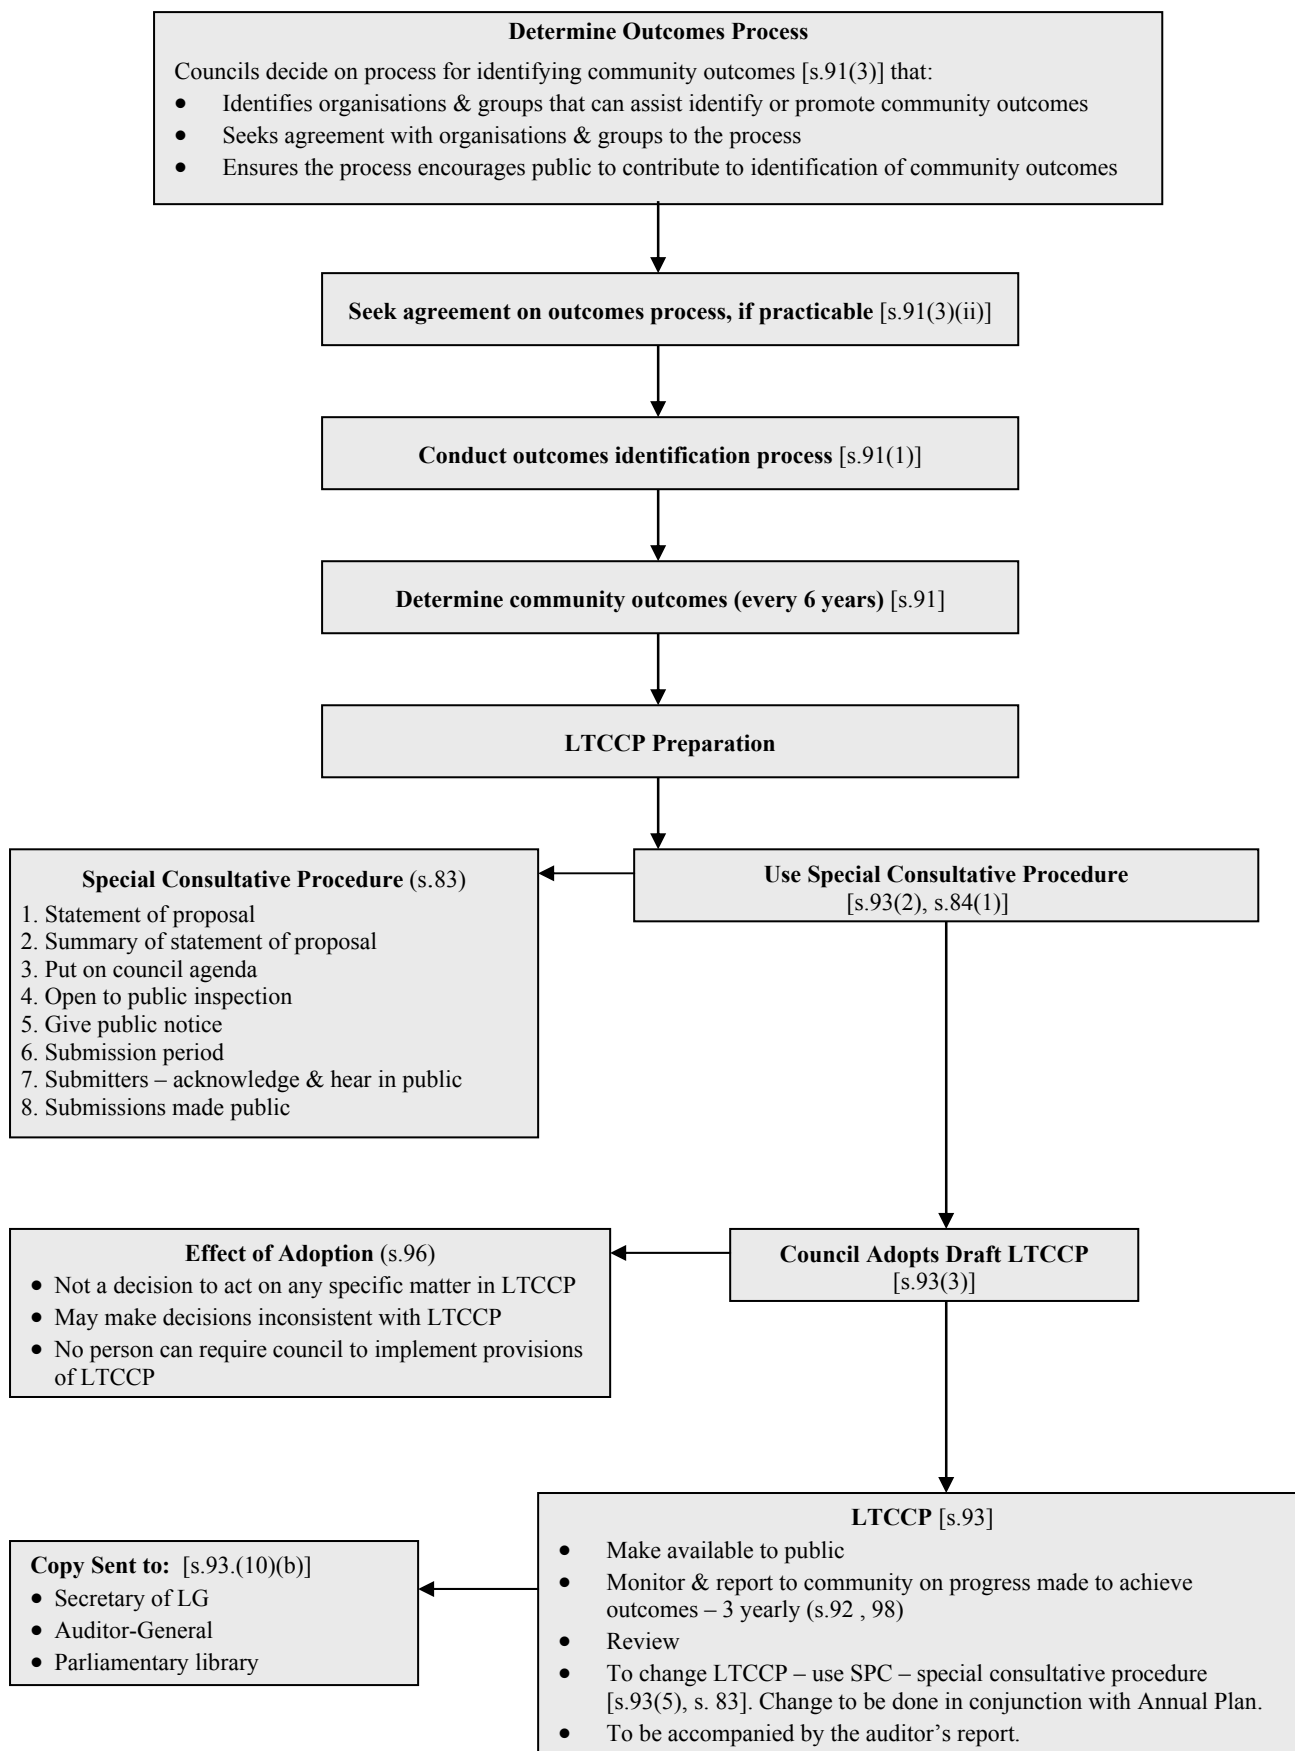 Determine Outcomes Process
Councils decide on process for identifying community outcomes [s.91(3)] that:
• Identifies organisations & groups that can assist identify or promote community outcomes
• Seeks agreement with organisations & groups to the process
• Ensures the process encourages public to contribute to identification of community outcomes
Seek agreement on outcomes process, if practicable [s.91(3)(ii)]
Conduct outcomes identification process [s.91(1)]
Determine community outcomes (every 6 years) [s.91]
LTCCP Preparation
Use Special Consultative Procedure
[s.93(2), s.84(1)]
Special Consultative Procedure (s.83)
1. Statement of proposal
2. Summary of statement of proposal
3. Put on council agenda
4. Open to public inspection
5. Give public notice
6. Submission period
7. Submitters – acknowledge & hear in public
8. Submissions made public
Council Adopts Draft LTCCP
[s.93(3)]
Effect of Adoption (s.96)
• Not a decision to act on any specific matter in LTCCP
• May make decisions inconsistent with LTCCP
• No person can require council to implement provisions
of LTCCP
LTCCP [s.93]
• Make available to public
• Monitor & report to community on progress made to achieve
outcomes – 3 yearly (s.92 , 98)
• Review
• To change LTCCP – use SPC – special consultative procedure
[s.93(5), s. 83]. Change to be done in conjunction with Annual Plan.
• To be accompanied by the auditor’s report.
Copy Sent to: [s.93.(10)(b)]
• Secretary of LG
• Auditor-General
• Parliamentary library